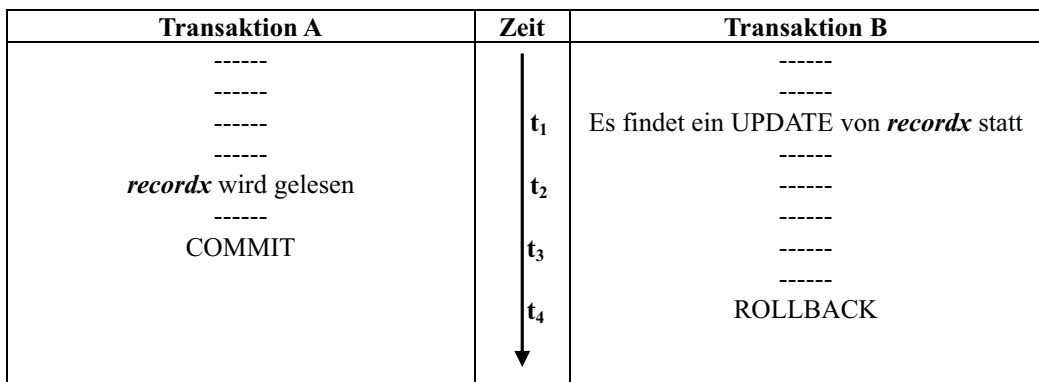 Transaktion A Zeit Transaktion B
------ ------
------ ------
------ t₁ Es findet ein UPDATE von recordx statt
------ ------
recordx wird gelesen t₂ ------
------ ------
COMMIT t₃ ------
------
t₄ ROLLBACK